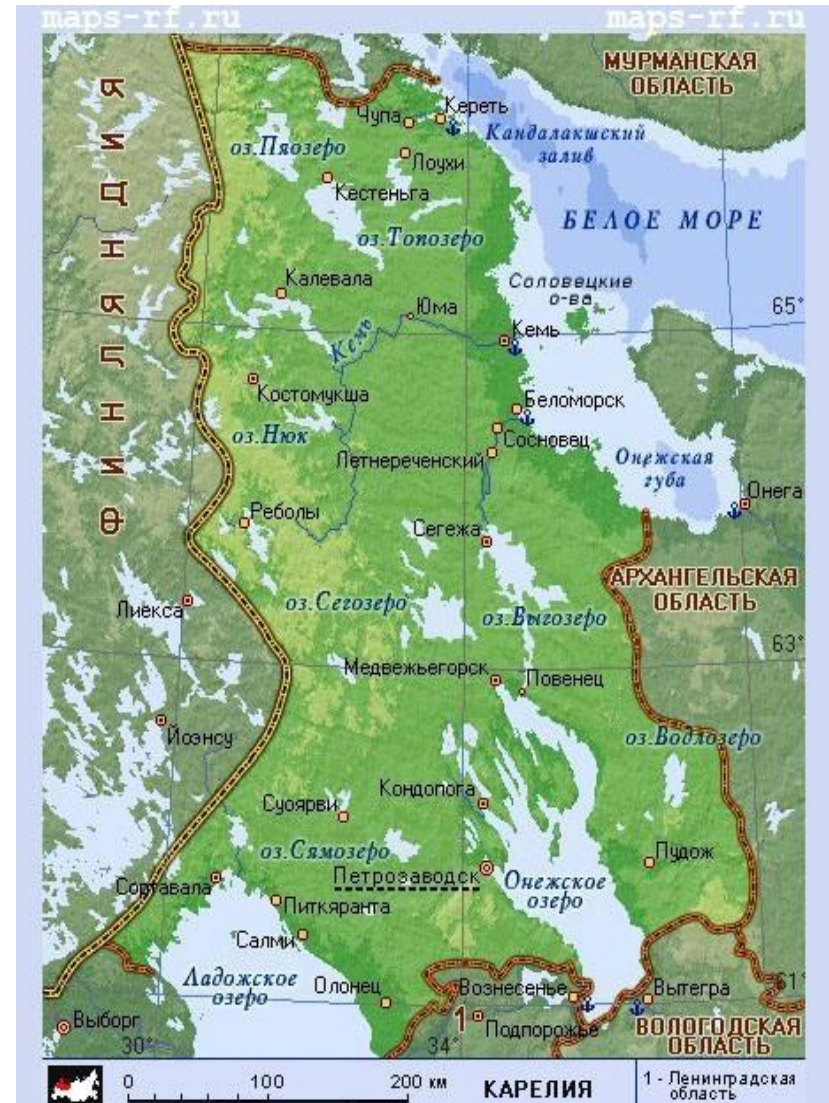 maps-rf.ru maps-rf.ru
МУРМАНСКАЯ
ОБЛАСТЬ
ФИНЛЯНДИЯ
Кереть
Чупа
Кандалакшский
залив
оз.Пяозеро
Лоухи
Кестеньга
БЕЛОЕ МОРЕ
оз.Топозеро
Калевала
Соловецкие
о-ва
Юма
65°
Кемь
Кемь
Костомукша
Беломорск
оз.Нюк
Сосновец
Летнереченский
Онежская
губа
Онега
Реболы
Сегежа
АРХАНГЕЛЬСКАЯ
ОБЛАСТЬ
Лиекса
оз.Сегозеро
оз.Выгозеро
63°
Медвежьегорск
Повенец
Йоэнсу
оз.Водлозеро
Кондопога
Суоярви
оз.Сямозеро
Пудож
Петрозаводск
Онежское
озеро
Сортавала
Питкяранта
Салми
Ладожское
озеро
Олонец
Вознесенье
Вытегра
61°
Выборг
1
Подпорожье
ВОЛОГОДСКАЯ
ОБЛАСТЬ
30°
34°
0 100 200 км
КАРЕЛИЯ
1 - Ленинградская
область